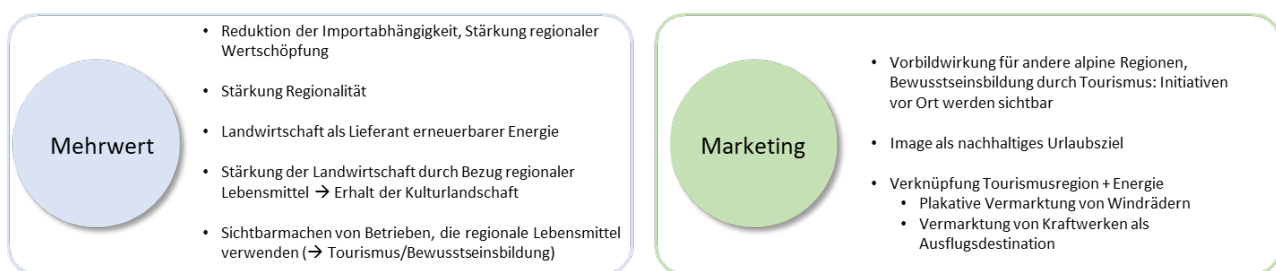 Mehrwert
• Reduktion der Importabhängigkeit, Stärkung regionaler
Wertschöpfung
• Stärkung Regionalität
• Landwirtschaft als Lieferant erneuerbarer Energie
• Stärkung der Landwirtschaft durch Bezug regionaler
Lebensmittel → Erhalt der Kulturlandschaft
• Sichtbarmachen von Betrieben, die regionale Lebensmittel
verwenden (→ Tourismus/Bewusstseinsbildung)
Marketing
• Vorbildwirkung für andere alpine Regionen,
Bewusstseinsbildung durch Tourismus: Initiativen
vor Ort werden sichtbar
• Image als nachhaltiges Urlaubsziel
• Verknüpfung Tourismusregion + Energie
• Plakative Vermarktung von Windrädern
• Vermarktung von Kraftwerken als
Ausflugsdestination